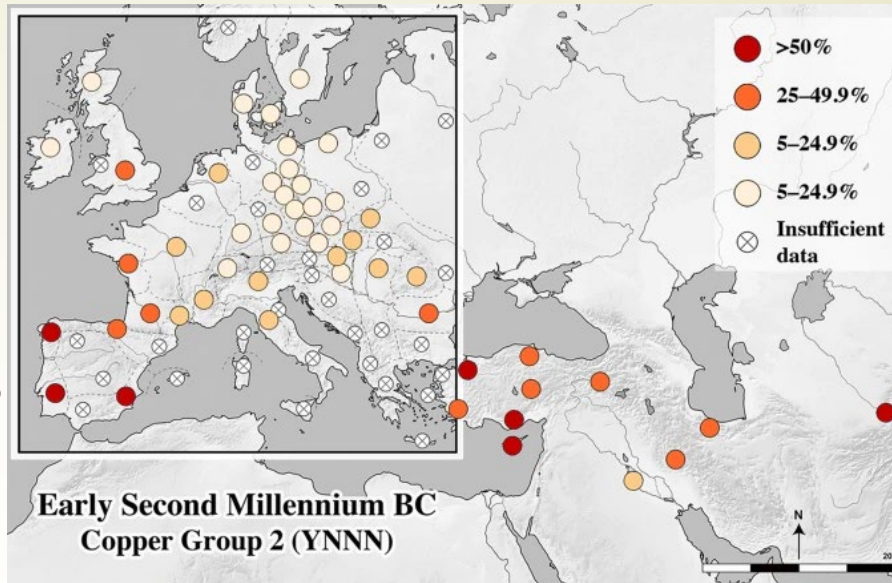 >50%
25–49.9%
5–24.9%
5–24.9%
Insufficient
data
Early Second Millennium BC
Copper Group 2 (YNNN)
N